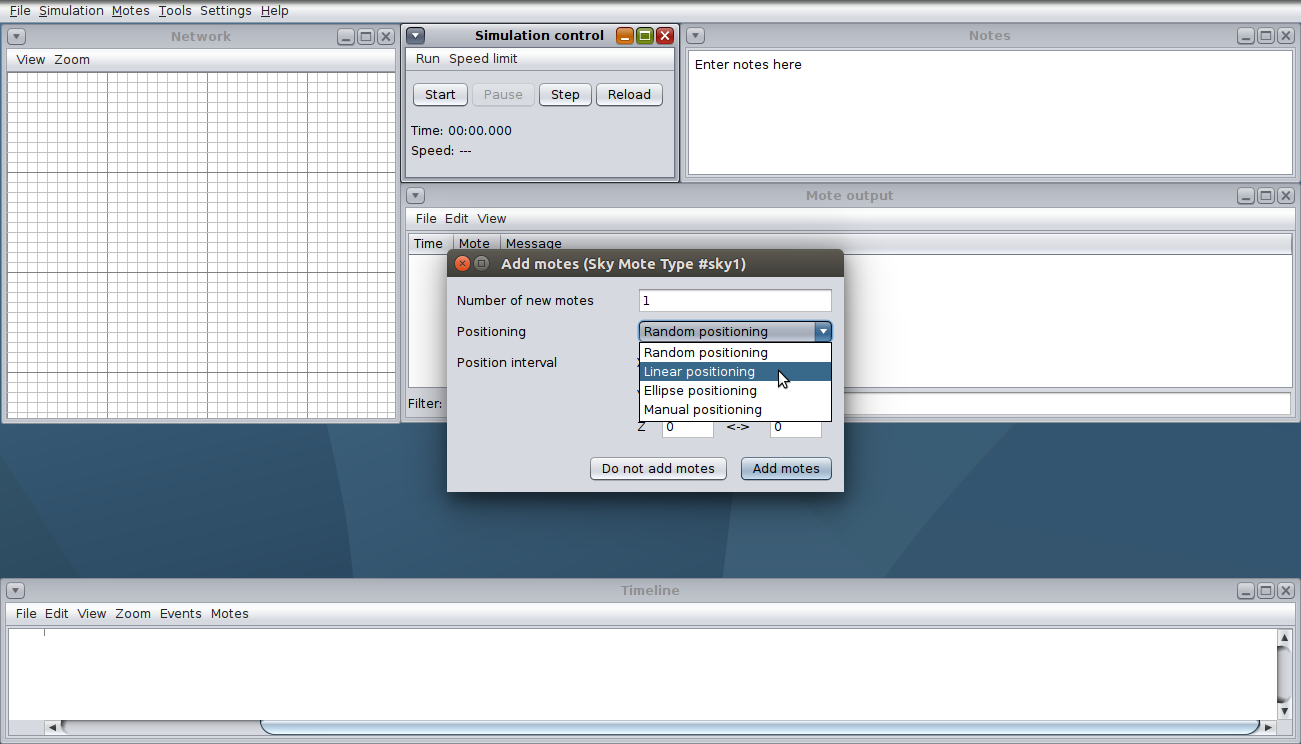 File Simulation Motes Tools Settings Help
Network
View Zoom
Simulation control
Run Speed limit
Start Pause Step Reload
Time: 00:00.000
Speed: ---
Notes
Enter notes here
Mote output
File Edit View
Time Mote Message
Filter:
Add motes (Sky Mote Type #sky1)
Number of new motes 1
Positioning Random positioning
Random positioning
Linear positioning
Ellipse positioning
Manual positioning
Position interval
Z 0 <-> 0
Do not add motes Add motes
Timeline
File Edit View Zoom Events Motes